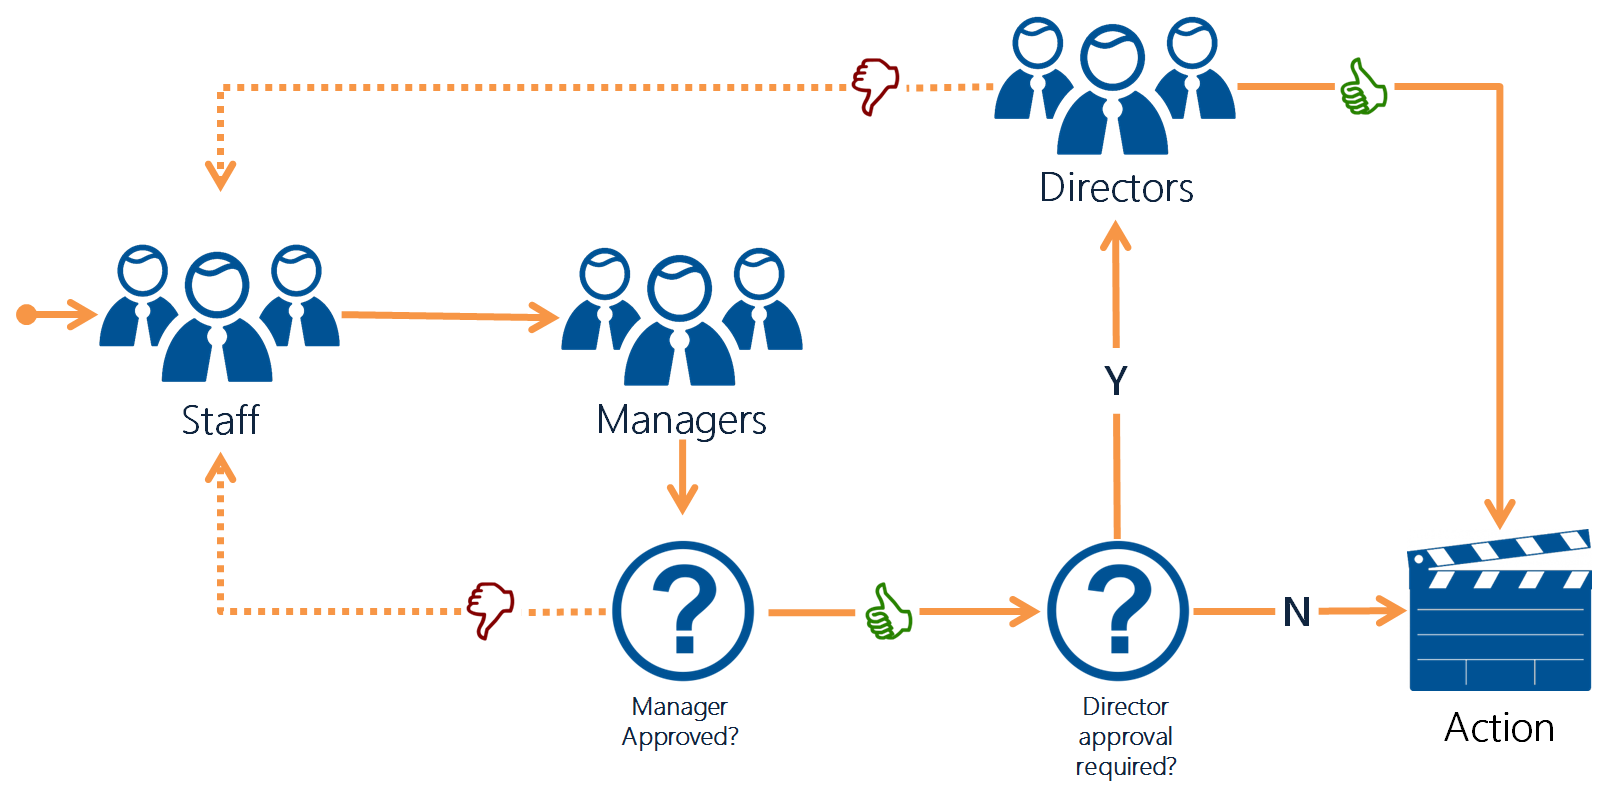 Directors
Staff
Managers
Y
N
Manager
Approved?
Director
approval
required?
Action